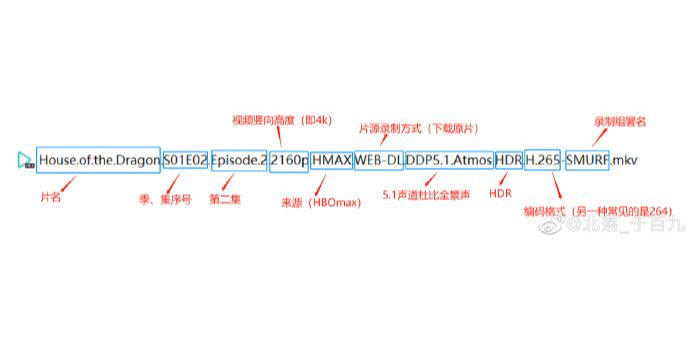 视频竖向高度（即4k）
片源录制方式（下载原片）
录制组署名
House.of.the.Dragon.S01E02.Episode.2.2160p.HMAX.WEB-DL.DDP5.1.Atmos.HDR.H.265-SMURF.mkv
片名
季、集序号
第二集
来源（HBOmax）
5.1声道杜比全景声
HDR
编码格式（另一种常见的是264）
@北落_子百九